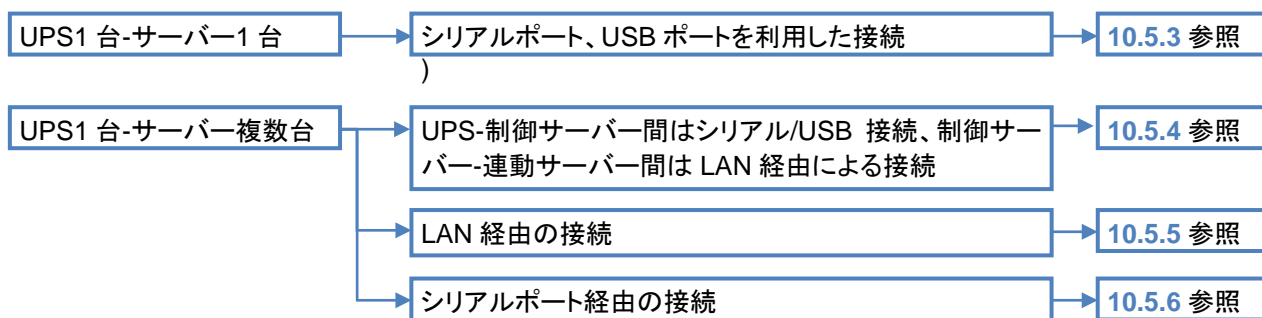 UPS1 台-サーバー1 台
シリアルポート、USB ポートを利用した接続
)
10.5.3 参照
UPS1 台-サーバー複数台
UPS-制御サーバー間はシリアル/USB 接続、制御サー
バー-連動サーバー間は LAN 経由による接続
10.5.4 参照
LAN 経由の接続
10.5.5 参照
シリアルポート経由の接続
10.5.6 参照